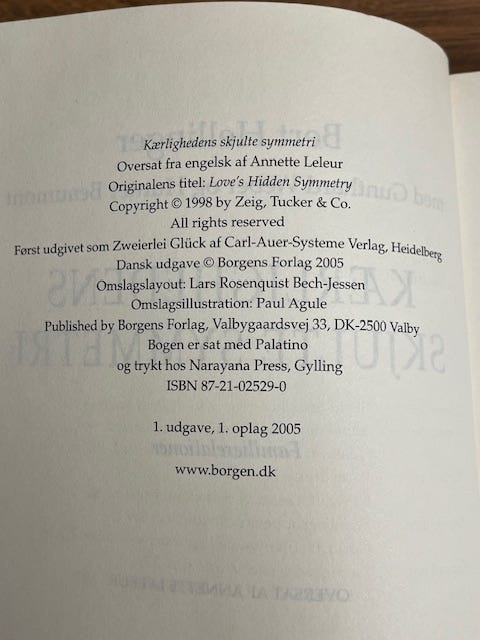 Kærlighedens skjulte symmetri
Oversat fra engelsk af Annette Leleur
Originalens titel: Love's Hidden Symmetry
Copyright © 1998 by Zeig, Tucker & Co.
All rights reserved
Først udgivet som Zweierlei Glück af Carl-Auer-Systeme Verlag, Heidelberg
Dansk udgave © Borgens Forlag 2005
Omslagslayout: Lars Rosenquist Bech-Jessen
Omslagsillustration: Paul Agule
Published by Borgens Forlag, Valbygaardsvej 33, DK-2500 Valby
Bogen er sat med Palatino
og trykt hos Narayana Press, Gylling
ISBN 87-21-02529-0
1. udgave, 1. oplag 2005
www.borgen.dk